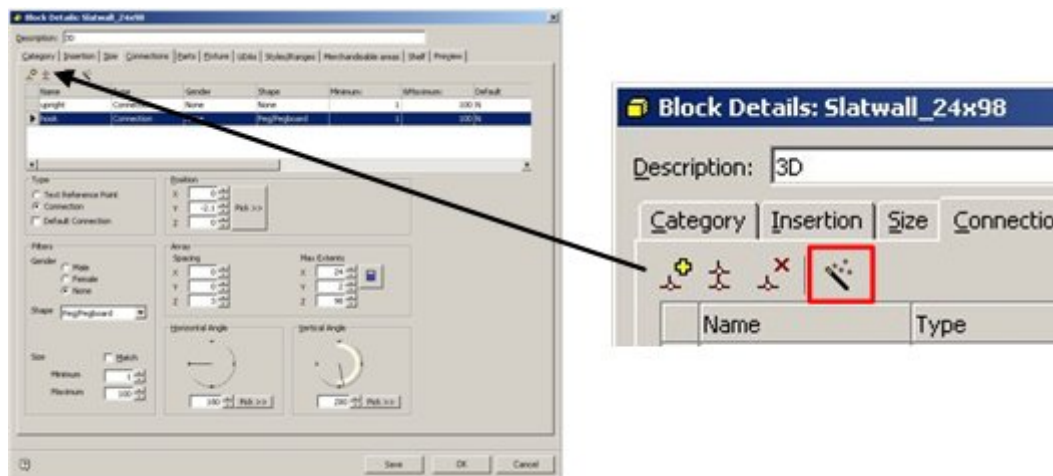 Block Details: Slatwall_24x98
Description: 3D
Category Insertion Size Connections Parts Fixture UDAs Styles/Ranges Merchandisable areas Shelf Preview
Name Type Gender Shape Minimum Maximum Default
upright Connection None None 1 100 N
hook Connection Peg/Pegboard 1 100 N
Type
Text Reference Point
Connection
Default Connection
Position
X 0
Y -2.1 Pick >>
Z 0
Filters
Gender
Male
Female
None
Shape Peg/Pegboard
Size Match
Minimum 1
Maximum 100
Array
Spacing Max Extents
X 0 X 24
Y 0 Y 2
Z 3 Z 98
Horizontal Angle Vertical Angle
180 Pick >> Pick >>
Save OK Cancel
Block Details: Slatwall_24x98
Description: 3D
Category Insertion Size Connectio
Name Type